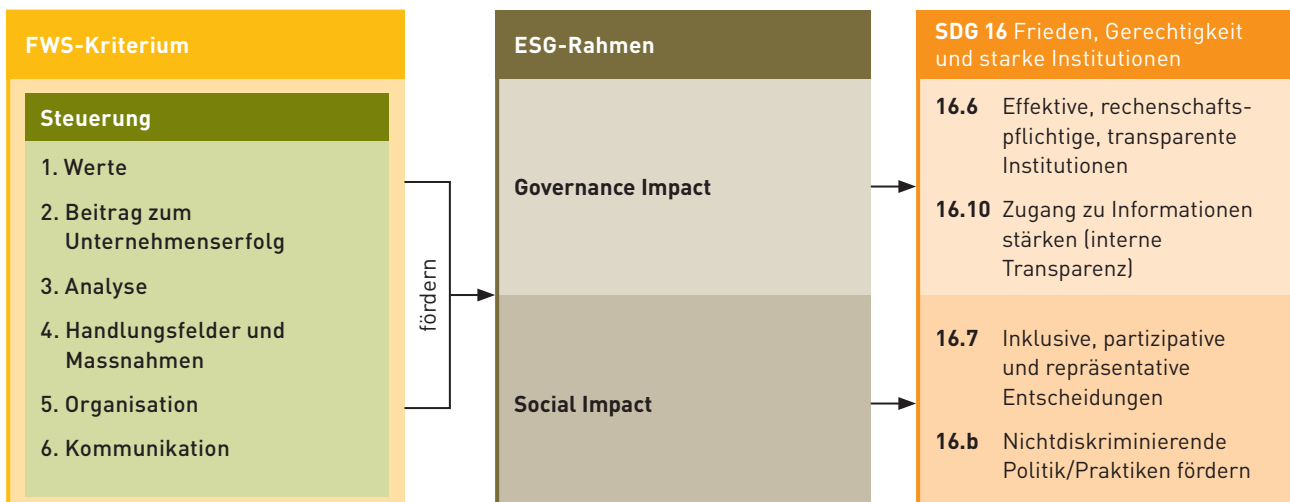 FWS-Kriterium
Steuerung
1. Werte
2. Beitrag zum
Unternehmenserfolg
3. Analyse
4. Handlungsfelder und
Massnahmen
5. Organisation
6. Kommunikation
fördern
ESG-Rahmen
Governance Impact
Social Impact
SDG 16 Frieden, Gerechtigkeit
und starke Institutionen
16.6 Effektive, rechenschafts-
pflichtige, transparente
Institutionen
16.10 Zugang zu Informationen
stärken (interne
Transparenz)
16.7 Inklusive, partizipative
und repräsentative
Entscheidungen
16.b Nichtdiskriminierende
Politik/Praktiken fördern